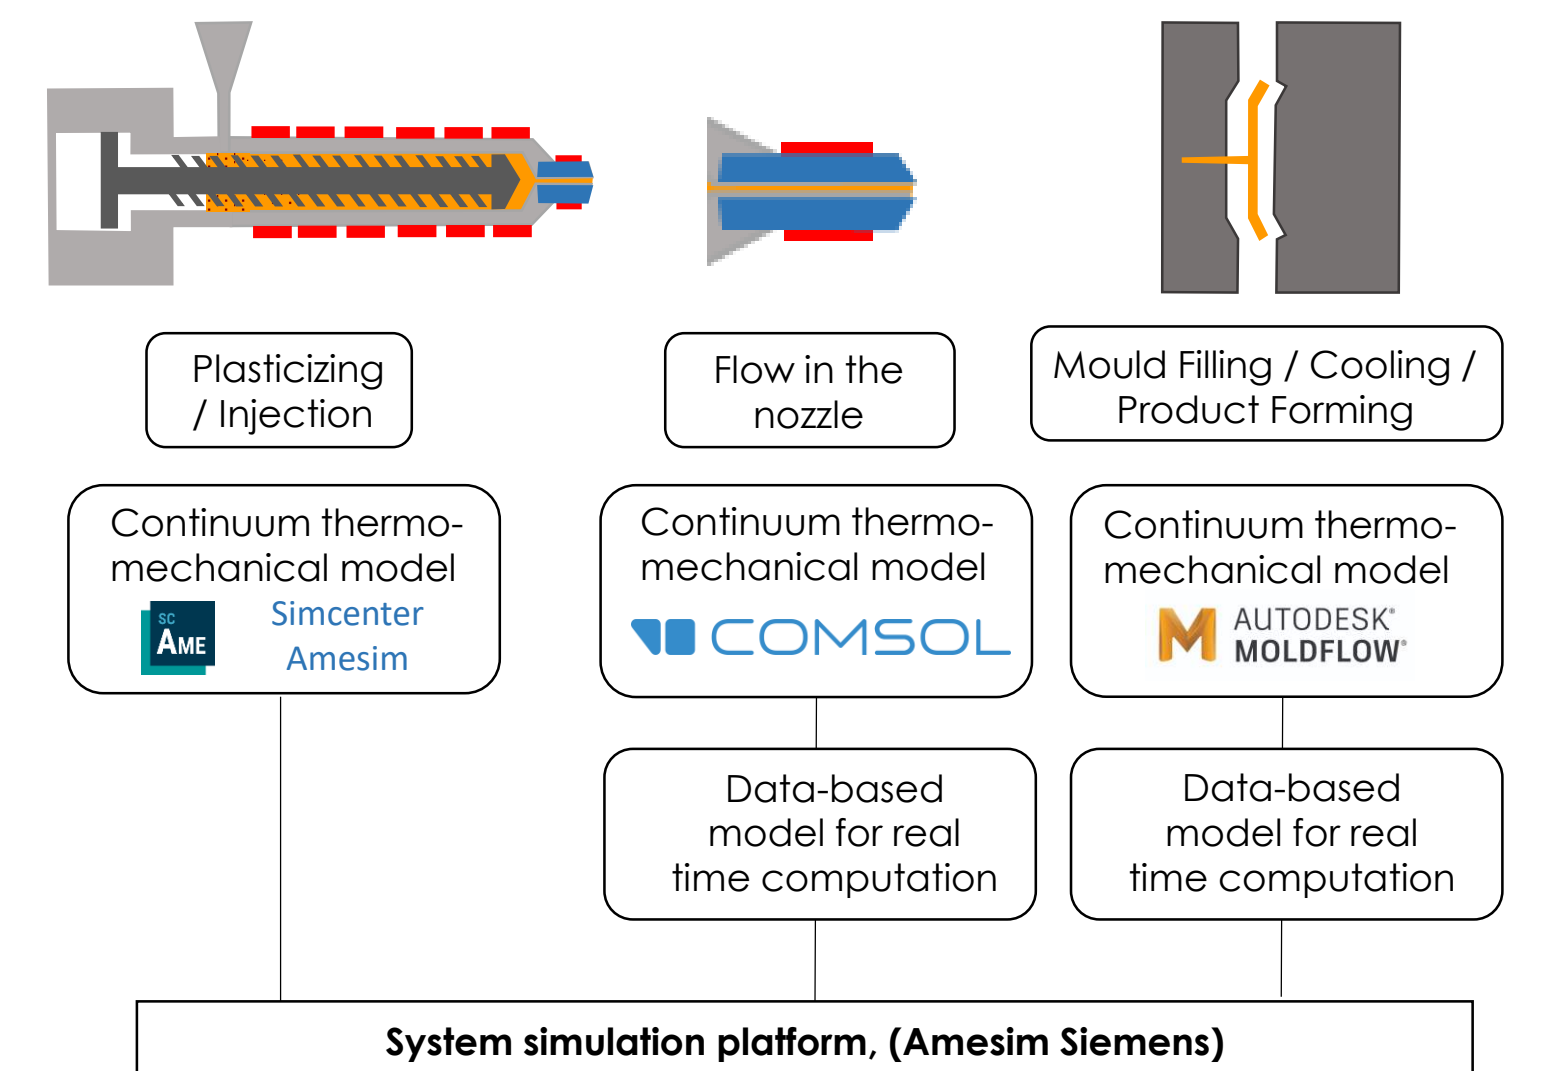 Plasticizing
/ Injection
Flow in the
nozzle
Mould Filling / Cooling /
Product Forming
Continuum thermo-
mechanical model
SC
AME
Simcenter
Amesim
Continuum thermo-
mechanical model
COMSOL
Continuum thermo-
mechanical model
AUTODESK®
MOLDFLOW®
Data-based
model for real
time computation
Data-based
model for real
time computation
System simulation platform, (Amesim Siemens)